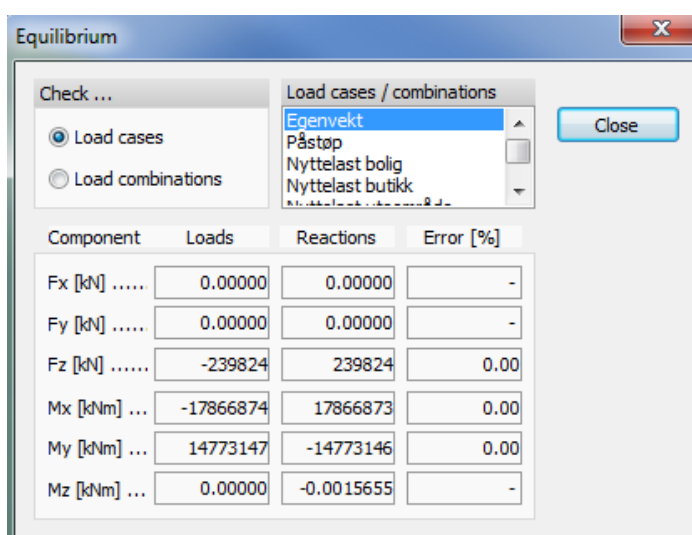 Equilibrium
Check ...
Load cases
Load combinations
Load cases / combinations
Egenvekt
Påstøp
Nyttelast bolig
Nyttelast butikk
Close
Component Loads Reactions Error [%]
Fx [kN] ...... 0.00000 0.00000 -
Fy [kN] ...... 0.00000 0.00000 -
Fz [kN] ...... -239824 239824 0.00
Mx [kNm] ... -17866874 17866873 0.00
My [kNm] ... 14773147 -14773146 0.00
Mz [kNm] ... 0.00000 -0.0015655 -